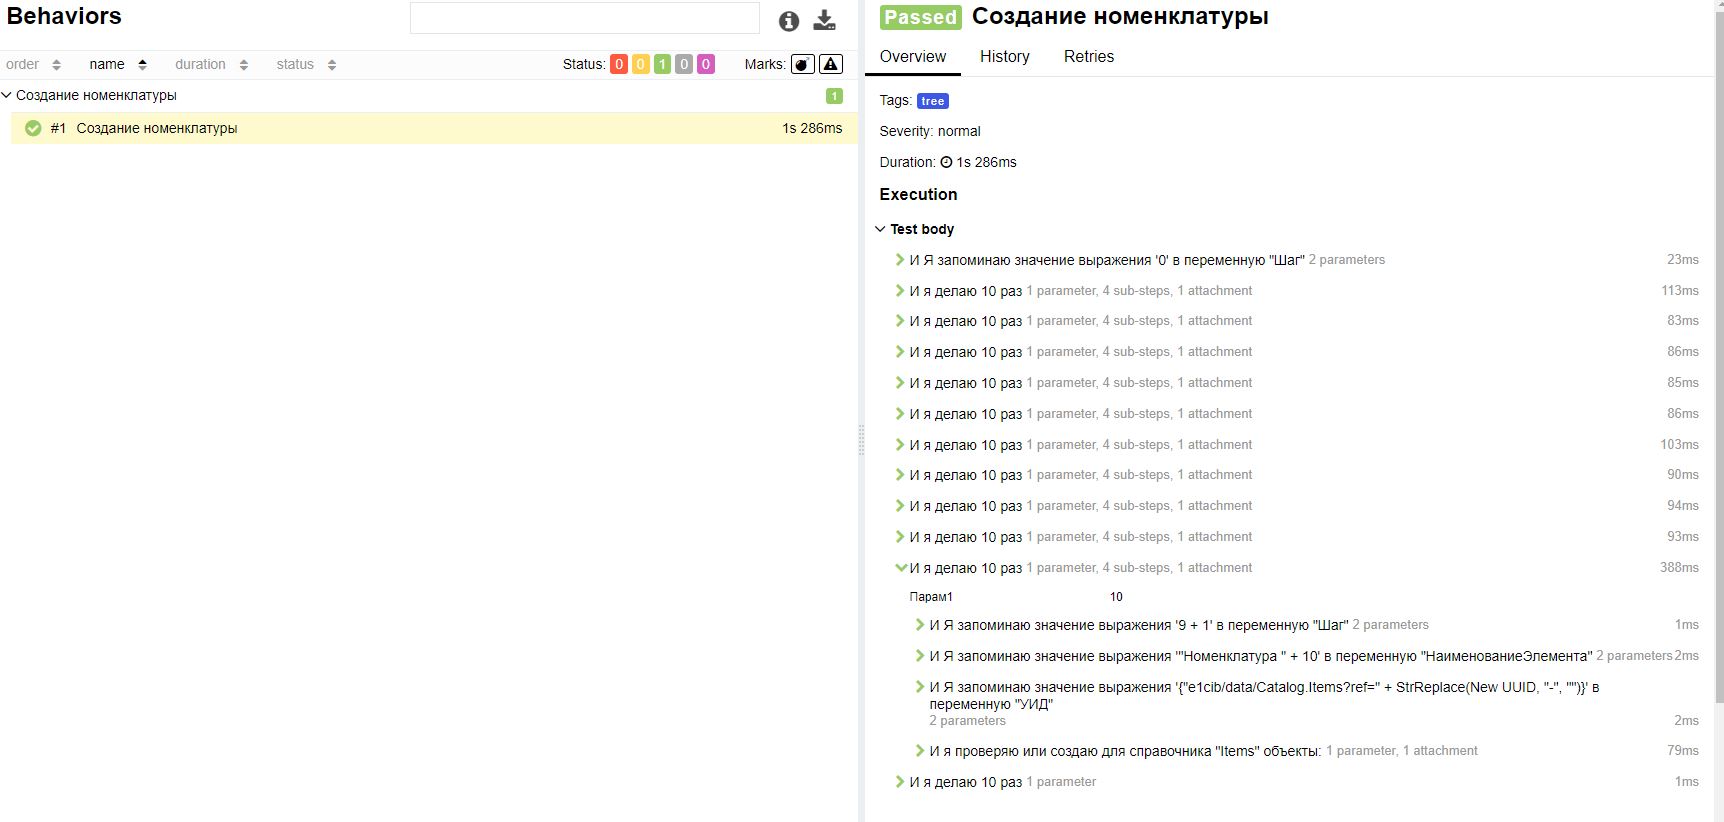 Behaviors
order name duration status Status: 0 0 1 0 0 Marks:
Создание номенклатуры 1
#1 Создание номенклатуры 1s 286ms
Passed Создание номенклатуры
Overview History Retries
Tags: tree
Severity: normal
Duration: 1s 286ms
Execution
Test body
И Я запоминаю значение выражения '0' в переменную "Шаг" 2 parameters 23ms
И я делаю 10 раз 1 parameter, 4 sub-steps, 1 attachment 113ms
И я делаю 10 раз 1 parameter, 4 sub-steps, 1 attachment 83ms
И я делаю 10 раз 1 parameter, 4 sub-steps, 1 attachment 86ms
И я делаю 10 раз 1 parameter, 4 sub-steps, 1 attachment 85ms
И я делаю 10 раз 1 parameter, 4 sub-steps, 1 attachment 86ms
И я делаю 10 раз 1 parameter, 4 sub-steps, 1 attachment 103ms
И я делаю 10 раз 1 parameter, 4 sub-steps, 1 attachment 90ms
И я делаю 10 раз 1 parameter, 4 sub-steps, 1 attachment 94ms
И я делаю 10 раз 1 parameter, 4 sub-steps, 1 attachment 93ms
И я делаю 10 раз 1 parameter, 4 sub-steps, 1 attachment 388ms
Парам1 10
И Я запоминаю значение выражения '9 + 1' в переменную "Шаг" 2 parameters 1ms
И Я запоминаю значение выражения '"Номенклатура " + 10' в переменную "НаименованиеЭлемента" 2 parameters 2ms
И Я запоминаю значение выражения '{"e1cib/data/Catalog.Items?ref=" + StrReplace(New UUID, "-", "")}' в
переменную "УИД"
2 parameters 2ms
И я проверяю или создаю для справочника "Items" объекты: 1 parameter, 1 attachment 79ms
И я делаю 10 раз 1 parameter 1ms